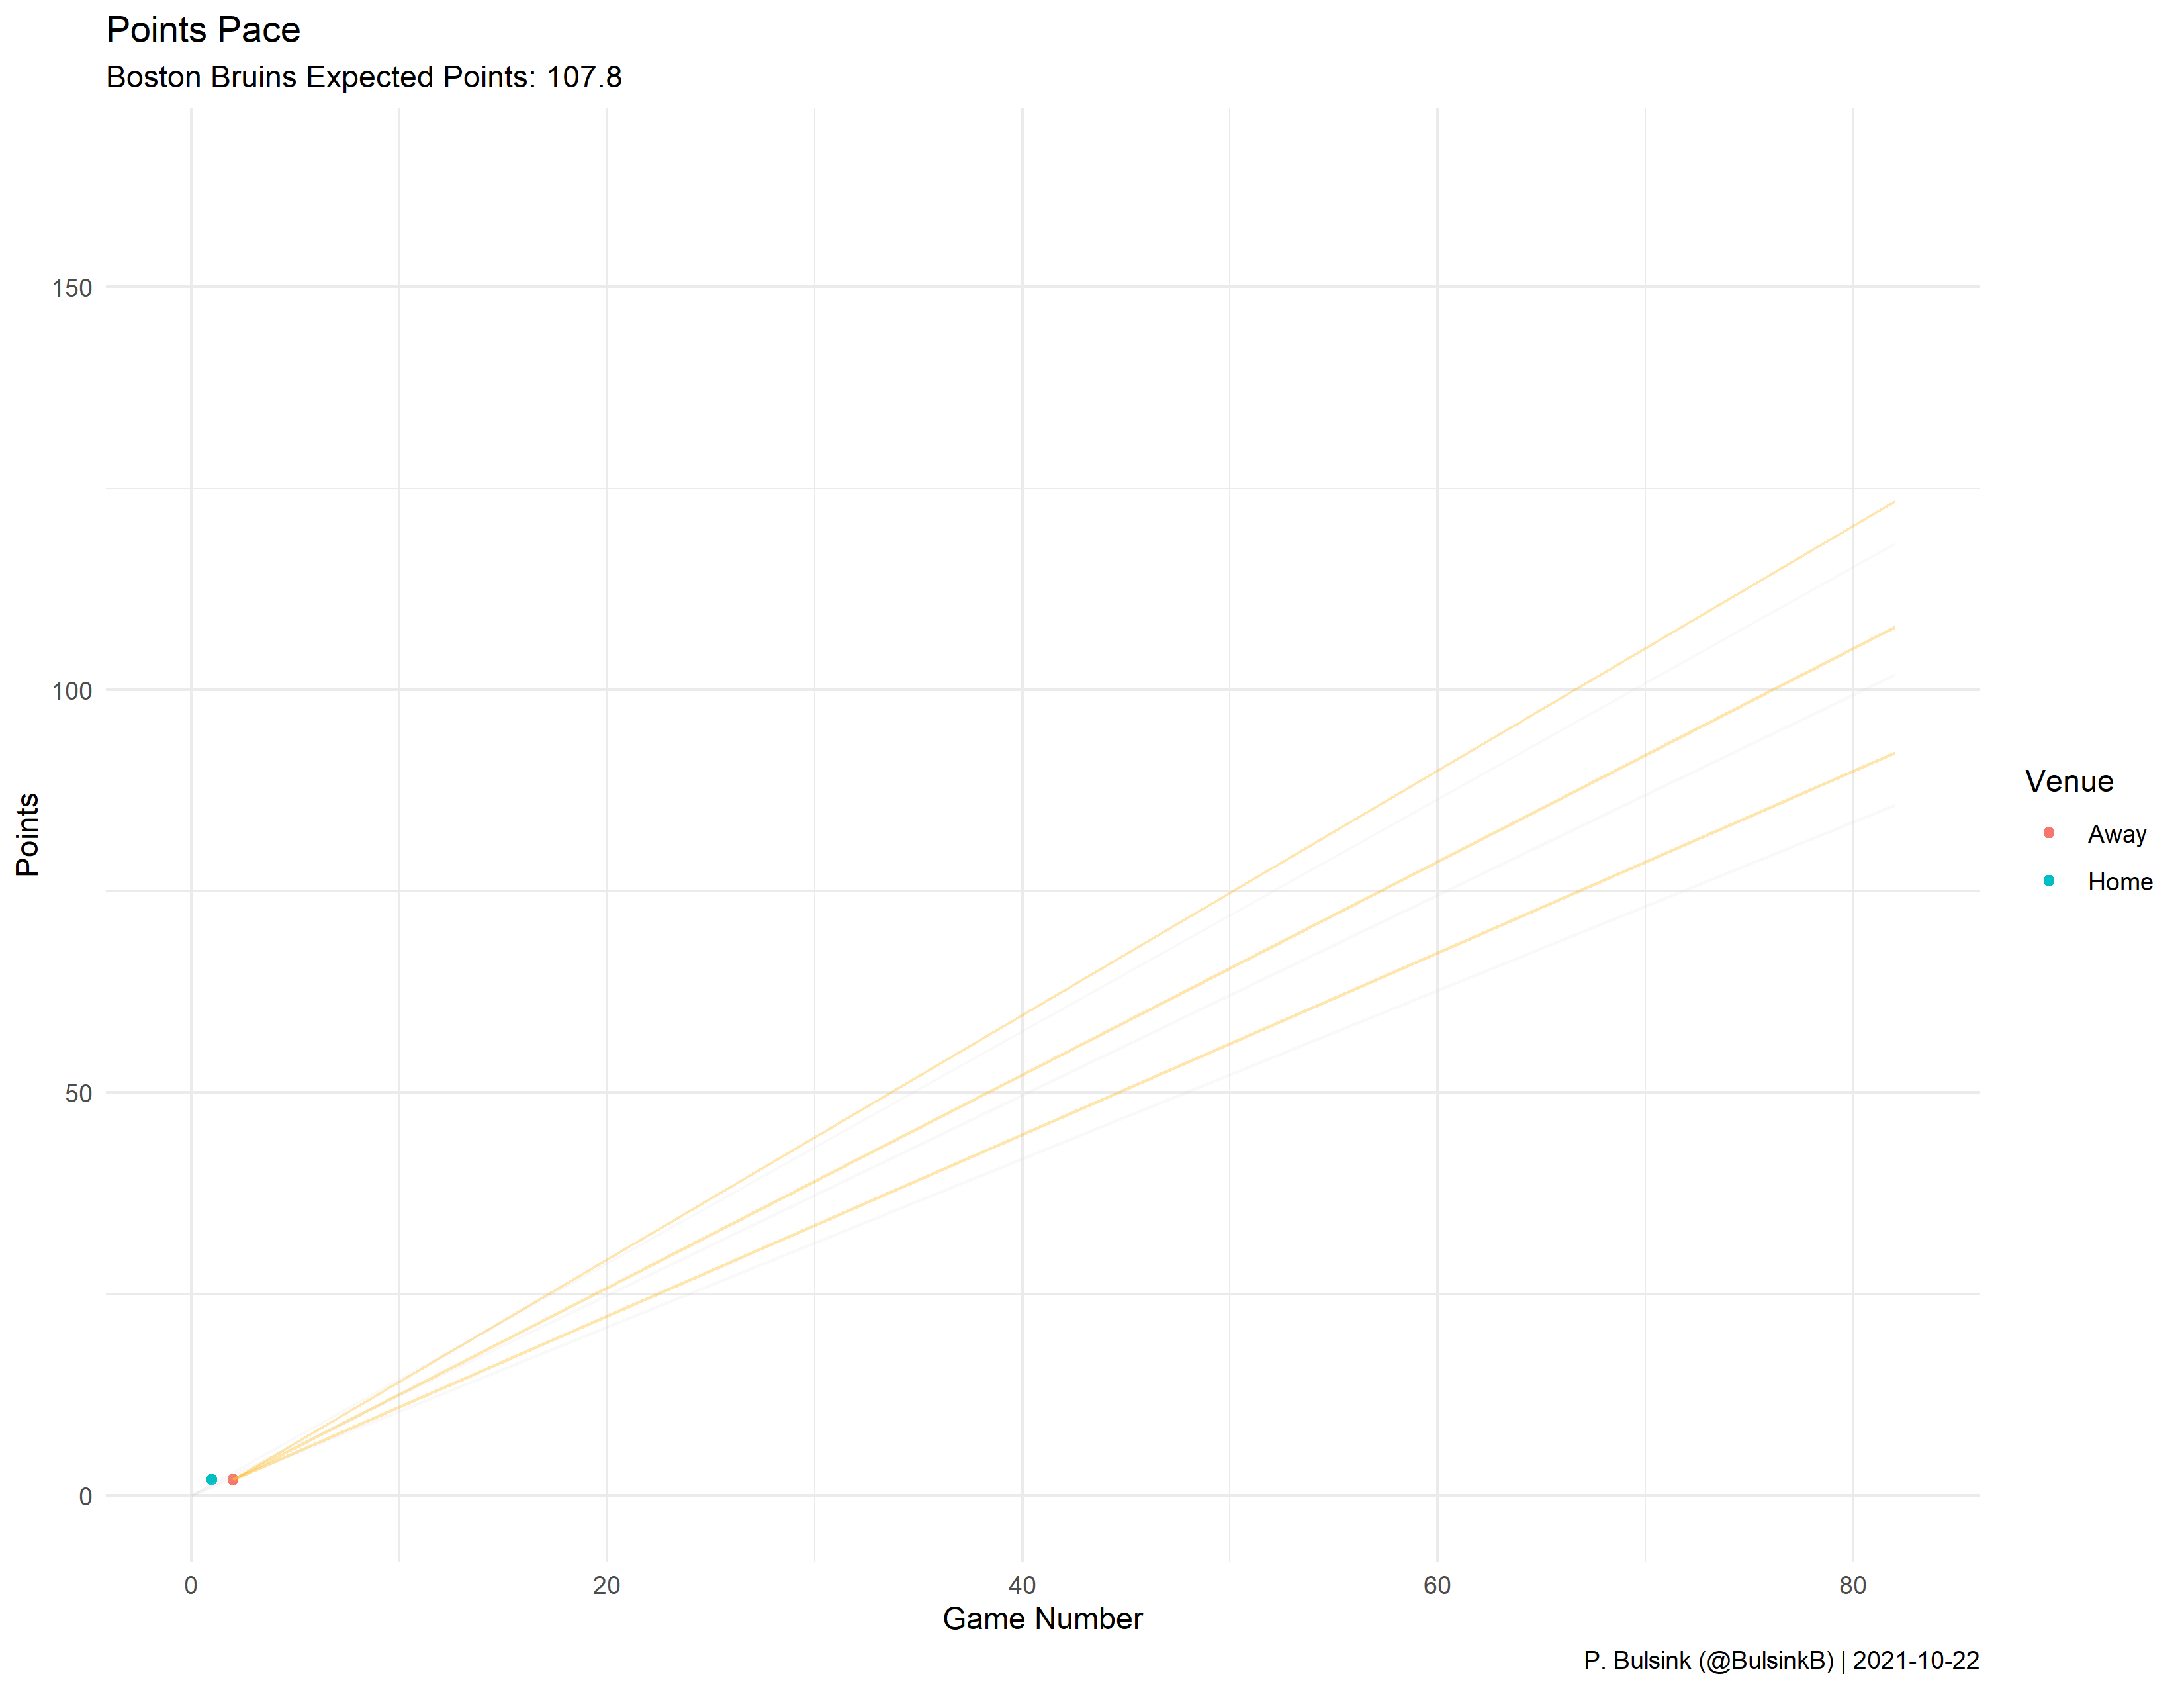 Points Pace
Boston Bruins Expected Points: 107.8
150
100
50
0
Points
0 20 40 60 80
Game Number
Venue
Away
Home
P. Bulsink (@BulsinkB) | 2021-10-22